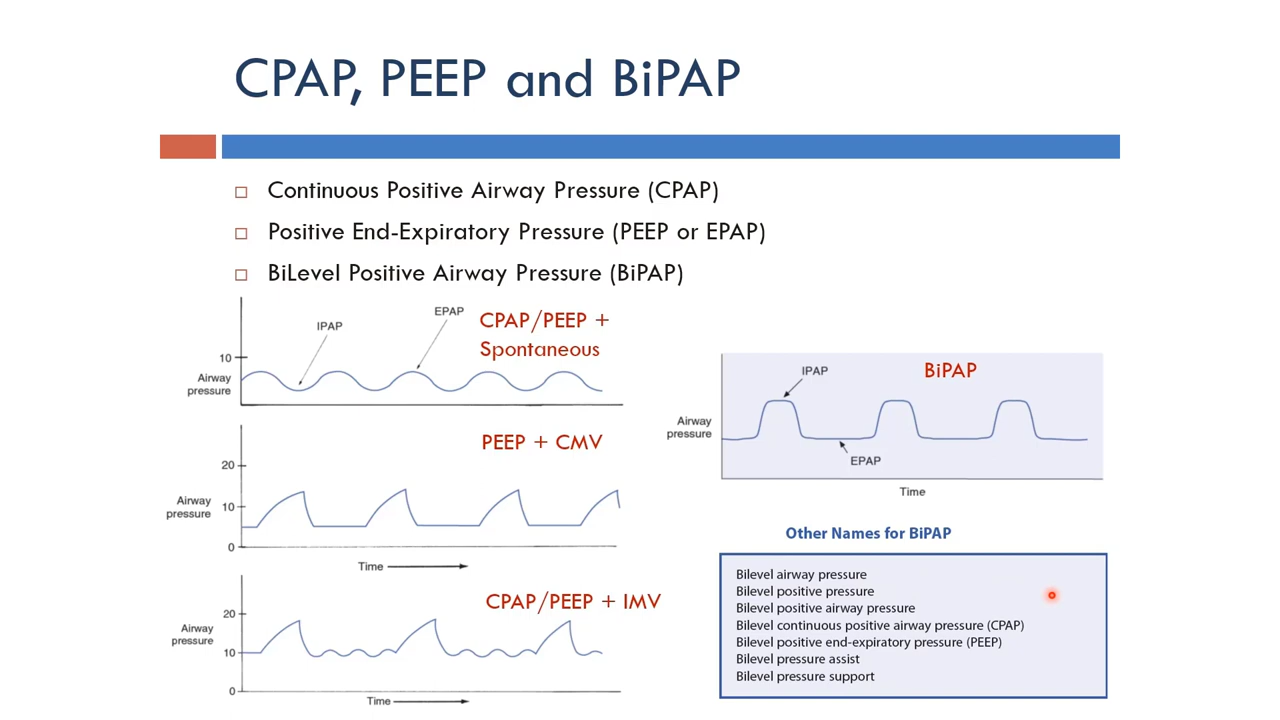 CPAP, PEEP and BiPAP
Continuous Positive Airway Pressure (CPAP)
Positive End-Expiratory Pressure (PEEP or EPAP)
BiLevel Positive Airway Pressure (BiPAP)
IPAP
EPAP
CPAP/PEEP +
Spontaneous
10
Airway
pressure
PEEP + CMV
20
Airway
pressure
10
0
Time
CPAP/PEEP + IMV
20
Airway
pressure
10
0
Time
BiPAP
IPAP
Airway
pressure
EPAP
Time
Other Names for BiPAP
Bilevel airway pressure
Bilevel positive pressure
Bilevel positive airway pressure
Bilevel continuous positive airway pressure (CPAP)
Bilevel positive end-expiratory pressure (PEEP)
Bilevel pressure assist
Bilevel pressure support